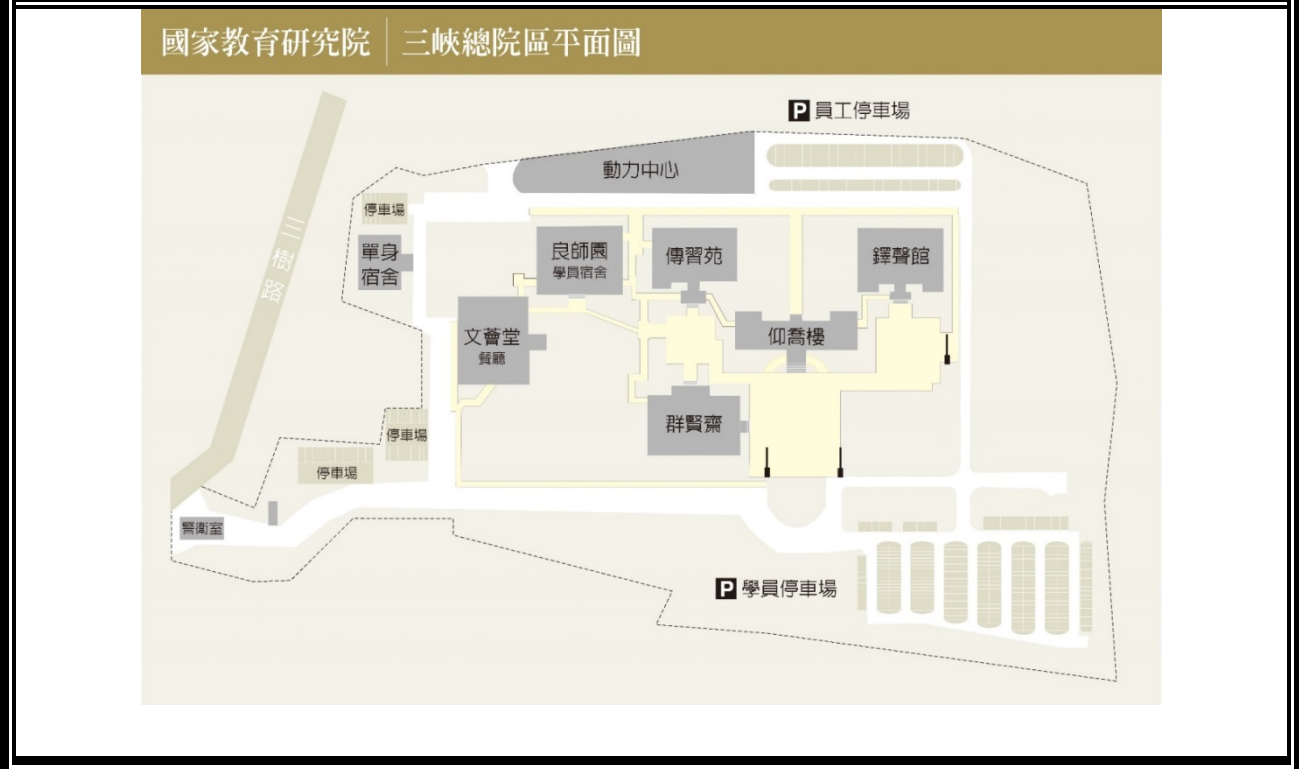 國家教育研究院 三峽總院區平面圖
P 員工停車場
動力中心
停車場
三樹路
單身
宿舍
良師園
學員宿舍
傳習苑
鐸聲館
文薈堂
餐廳
仰喬樓
群賢齋
停車場
停車場
警衛室
P 學員停車場